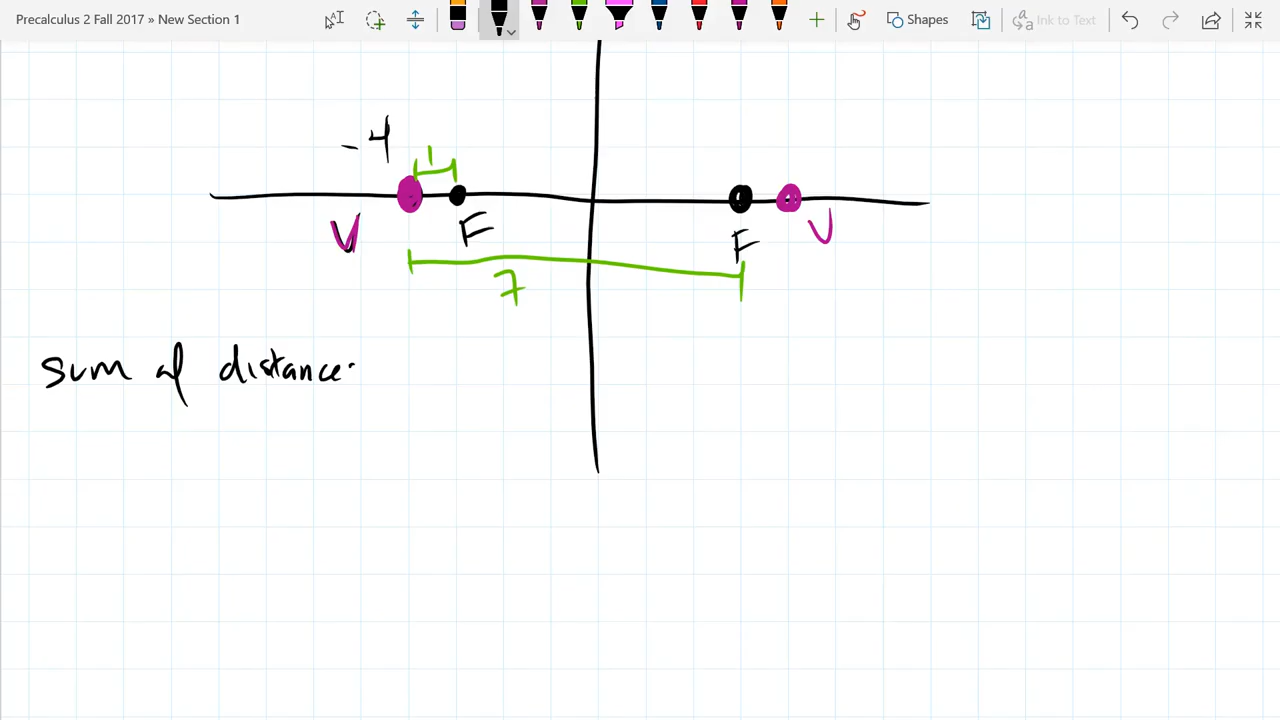 Precalculus 2 Fall 2017 » New Section 1
Shapes
Ink to Text
-4
1
V
F
F
V
7
sum of distance